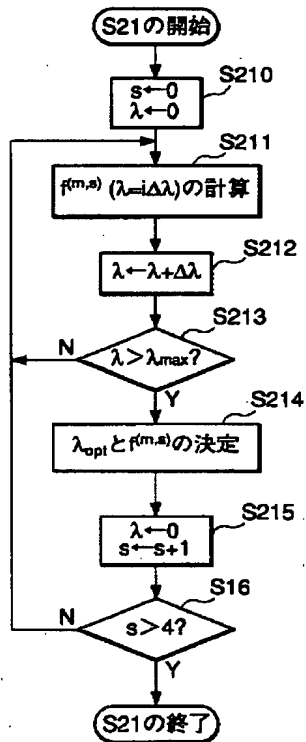 S21の開始
S210
s←0
λ←0
S211
f(m,s) (λ=iΔλ)の計算
S212
λ←λ+Δλ
S213
N
λ>λmax?
Y
S214
λoptとf(m,s)の決定
S215
λ←0
s←s+1
S16
N
s>4?
Y
S21の終了